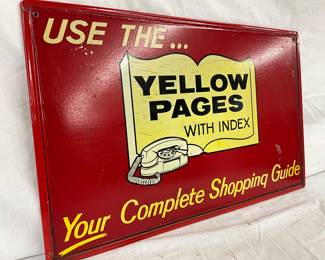 USE THE...
YELLOW
PAGES
WITH INDEX
Your Complete Shopping Guide